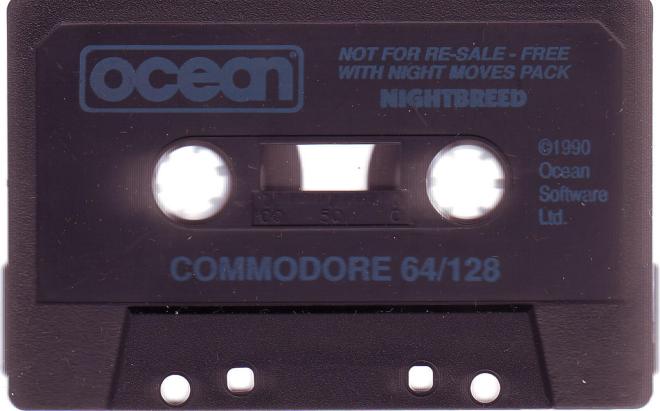 ocean
NOT FOR RE-SALE - FREE
WITH NIGHT MOVES PACK
NIGHTBREED
©1990
Ocean
Software
Ltd.
100 50 0
COMMODORE 64/128